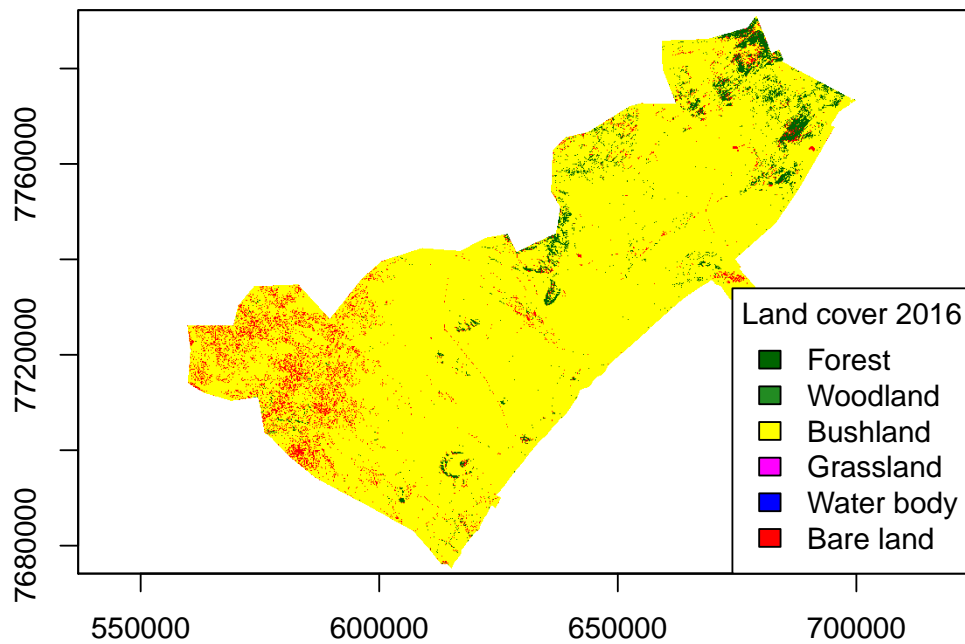 7760000
7720000
7680000
Land cover 2016
Forest
Woodland
Bushland
Grassland
Water body
Bare land
550000 600000 650000 700000